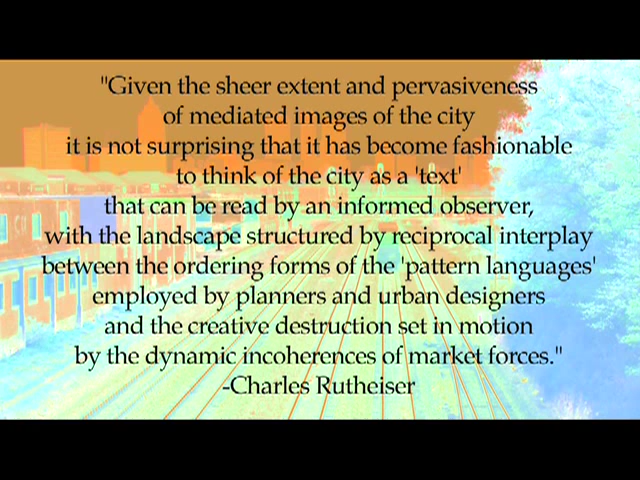 "Given the sheer extent and pervasiveness
of mediated images of the city
it is not surprising that it has become fashionable
to think of the city as a 'text'
that can be read by an informed observer,
with the landscape structured by reciprocal interplay
between the ordering forms of the 'pattern languages'
employed by planners and urban designers
and the creative destruction set in motion
by the dynamic incoherences of market forces."
-Charles Rutheiser